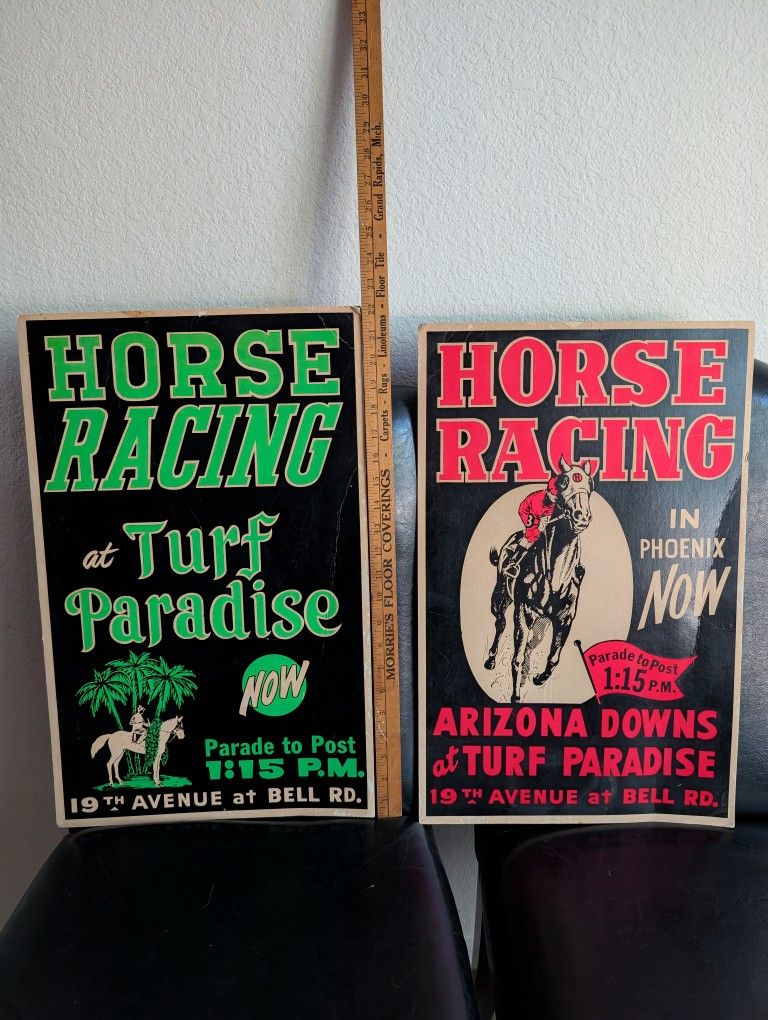 HORSE
RACING
at Turf
Paradise
NOW
Parade to Post
1:15 P.M.
19TH AVENUE at BELL RD.
MORRIE'S FLOOR COVERINGS - Carpets - Rugs - Linoleums - Floor Tile - Grand Rapids, Mich.
HORSE
RACING
IN
PHOENIX
NOW
Parade to Post
1:15 P.M.
ARIZONA DOWNS
at TURF PARADISE
19TH AVENUE at BELL RD.